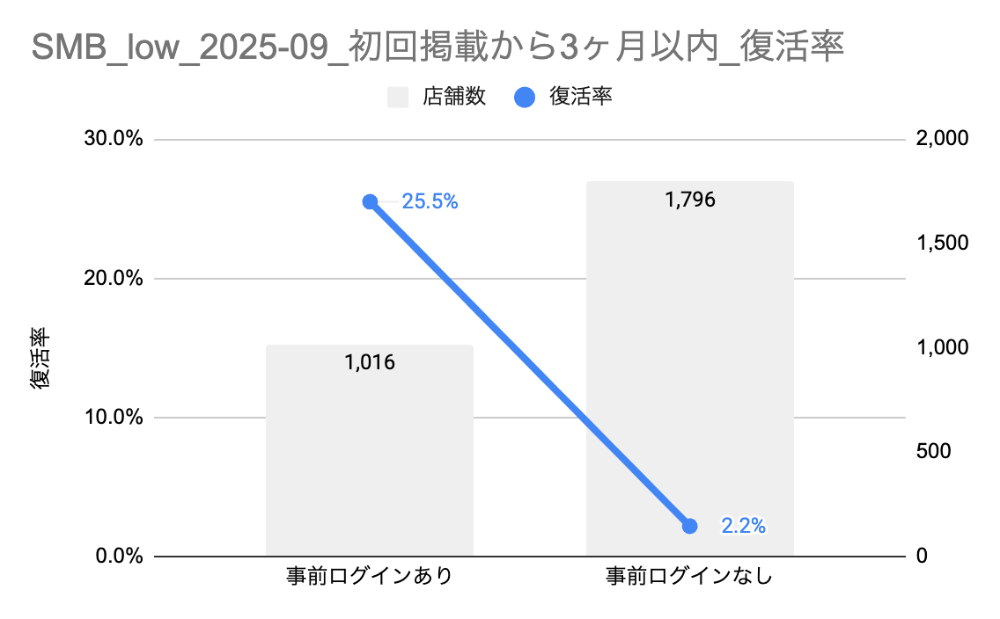 SMB_low_2025-09_初回掲載から3ヶ月以内_復活率
店舗数 復活率
30.0%
20.0%
10.0%
0.0%
復活率
2,000
1,500
1,000
500
0
25.5%
1,796
1,016
2.2%
事前ログインあり
事前ログインなし